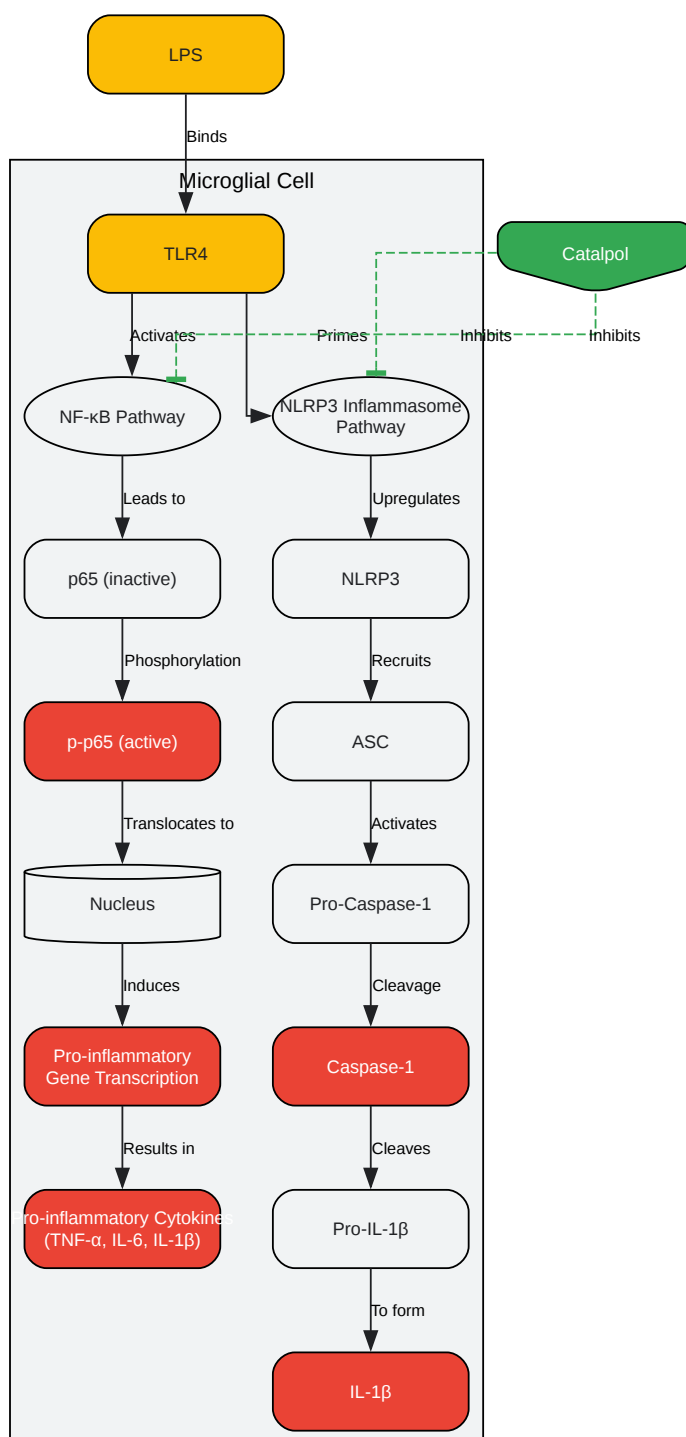 LPS
Binds
Microglial Cell
TLR4
Catalpol
Activates
Primes
Inhibits
Inhibits
NF-κB Pathway
NLRP3 Inflammasome
Pathway
Leads to
Upregulates
p65 (inactive)
NLRP3
Phosphorylation
Recruits
p-p65 (active)
ASC
Translocates to
Activates
Nucleus
Pro-Caspase-1
Induces
Cleavage
Pro-inflammatory
Gene Transcription
Caspase-1
Results in
Cleaves
Pro-inflammatory Cytokines
(TNF-α, IL-6, IL-1β)
Pro-IL-1β
To form
IL-1β